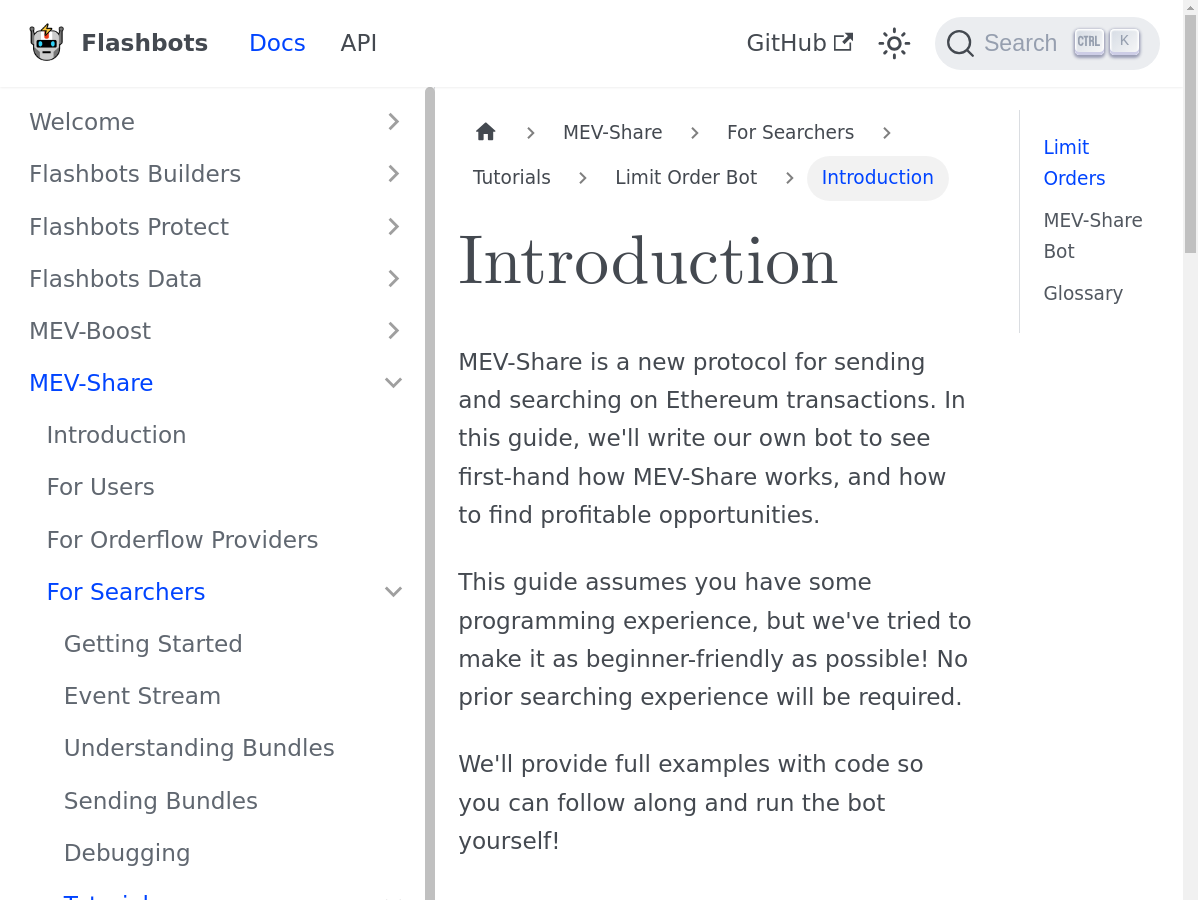 Flashbots Docs API GitHub Search CTRL K
Welcome
Flashbots Builders
Flashbots Protect
Flashbots Data
MEV-Boost
MEV-Share
Introduction
For Users
For Orderflow Providers
For Searchers
Getting Started
Event Stream
Understanding Bundles
Sending Bundles
Debugging
MEV-Share For Searchers
Tutorials Limit Order Bot Introduction
Introduction
MEV-Share is a new protocol for sending
and searching on Ethereum transactions. In
this guide, we'll write our own bot to see
first-hand how MEV-Share works, and how
to find profitable opportunities.
This guide assumes you have some
programming experience, but we've tried to
make it as beginner-friendly as possible! No
prior searching experience will be required.
We'll provide full examples with code so
you can follow along and run the bot
yourself!
Limit
Orders
MEV-Share
Bot
Glossary